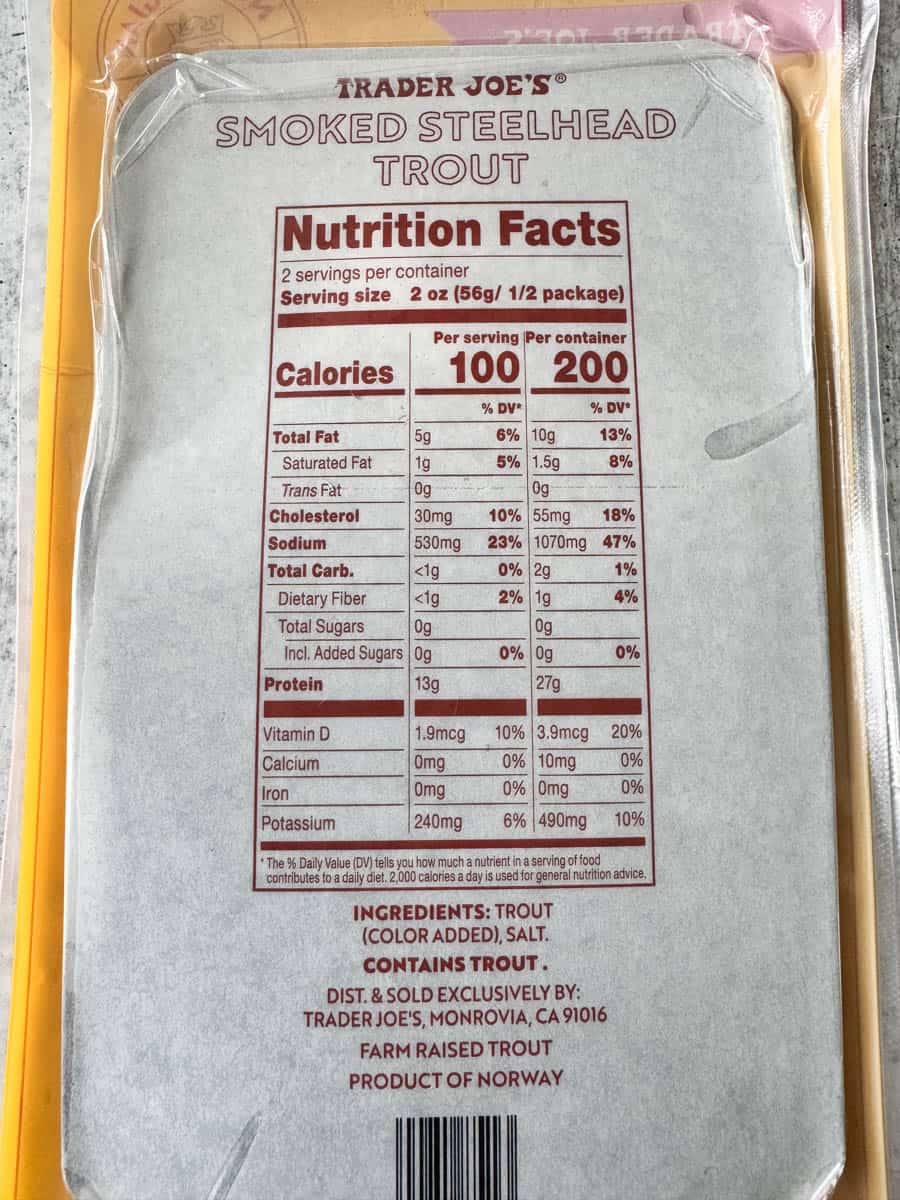 TRADER JOE'S
TRADER JOE'S®
SMOKED STEELHEAD
TROUT
Nutrition Facts
2 servings per container
Serving size 2 oz (56g/ 1/2 package)
Per serving Per container
Calories 100 200
% DV* % DV*
Total Fat 5g 6% 10g 13%
Saturated Fat 1g 5% 1.5g 8%
Trans Fat 0g 0g
Cholesterol 30mg 10% 55mg 18%
Sodium 530mg 23% 1070mg 47%
Total Carb. <1g 0% 2g 1%
Dietary Fiber <1g 2% 1g 4%
Total Sugars 0g 0g
Incl. Added Sugars 0g 0% 0g 0%
Protein 13g 27g
Vitamin D 1.9mcg 10% 3.9mcg 20%
Calcium 0mg 0% 10mg 0%
Iron 0mg 0% 0mg 0%
Potassium 240mg 6% 490mg 10%
* The % Daily Value (DV) tells you how much a nutrient in a serving of food
contributes to a daily diet. 2,000 calories a day is used for general nutrition advice.
INGREDIENTS: TROUT
(COLOR ADDED), SALT.
CONTAINS TROUT.
DIST. & SOLD EXCLUSIVELY BY:
TRADER JOE'S, MONROVIA, CA 91016
FARM RAISED TROUT
PRODUCT OF NORWAY